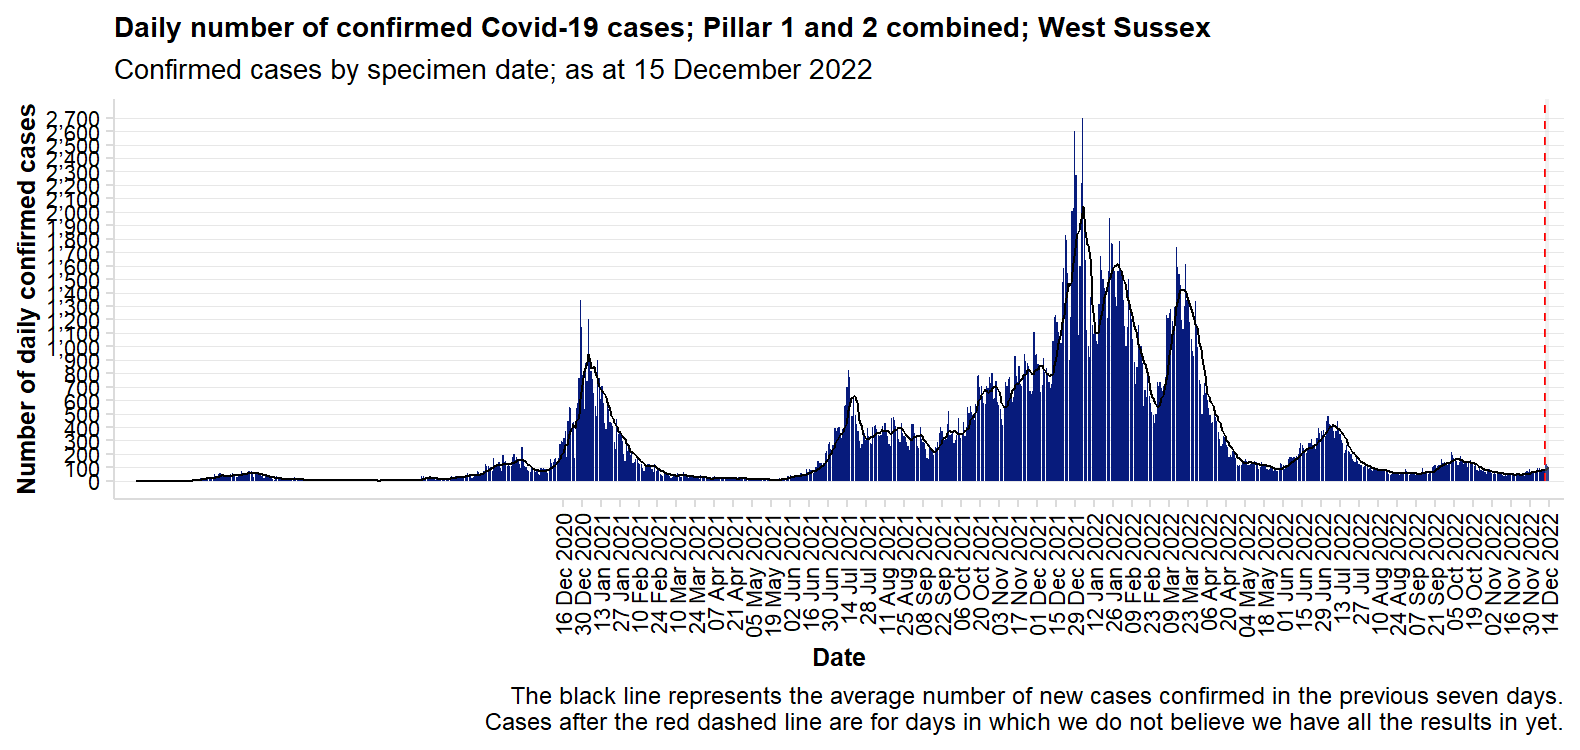 Daily number of confirmed Covid-19 cases; Pillar 1 and 2 combined; West Sussex
Confirmed cases by specimen date; as at 15 December 2022
Number of daily confirmed cases
2,700
2,600
2,500
2,400
2,300
2,200
2,100
2,000
1,900
1,800
1,700
1,600
1,500
1,400
1,300
1,200
1,100
1,000
900
800
700
600
500
400
300
200
100
0
16 Dec 2020
30 Dec 2020
13 Jan 2021
27 Jan 2021
10 Feb 2021
24 Feb 2021
10 Mar 2021
24 Mar 2021
07 Apr 2021
21 Apr 2021
05 May 2021
19 May 2021
02 Jun 2021
16 Jun 2021
30 Jun 2021
14 Jul 2021
28 Jul 2021
11 Aug 2021
25 Aug 2021
08 Sep 2021
22 Sep 2021
06 Oct 2021
20 Oct 2021
03 Nov 2021
17 Nov 2021
01 Dec 2021
15 Dec 2021
29 Dec 2021
12 Jan 2022
26 Jan 2022
09 Feb 2022
23 Feb 2022
09 Mar 2022
23 Mar 2022
06 Apr 2022
20 Apr 2022
04 May 2022
18 May 2022
01 Jun 2022
15 Jun 2022
29 Jun 2022
13 Jul 2022
27 Jul 2022
10 Aug 2022
24 Aug 2022
07 Sep 2022
21 Sep 2022
05 Oct 2022
19 Oct 2022
02 Nov 2022
16 Nov 2022
30 Nov 2022
14 Dec 2022
Date
The black line represents the average number of new cases confirmed in the previous seven days.
Cases after the red dashed line are for days in which we do not believe we have all the results in yet.